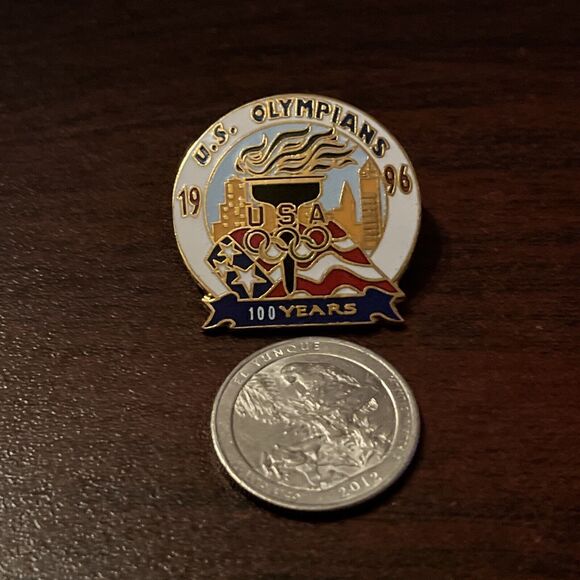 U.S. OLYMPIANS
19 96
USA
100 YEARS
EL YUNQUE
2012